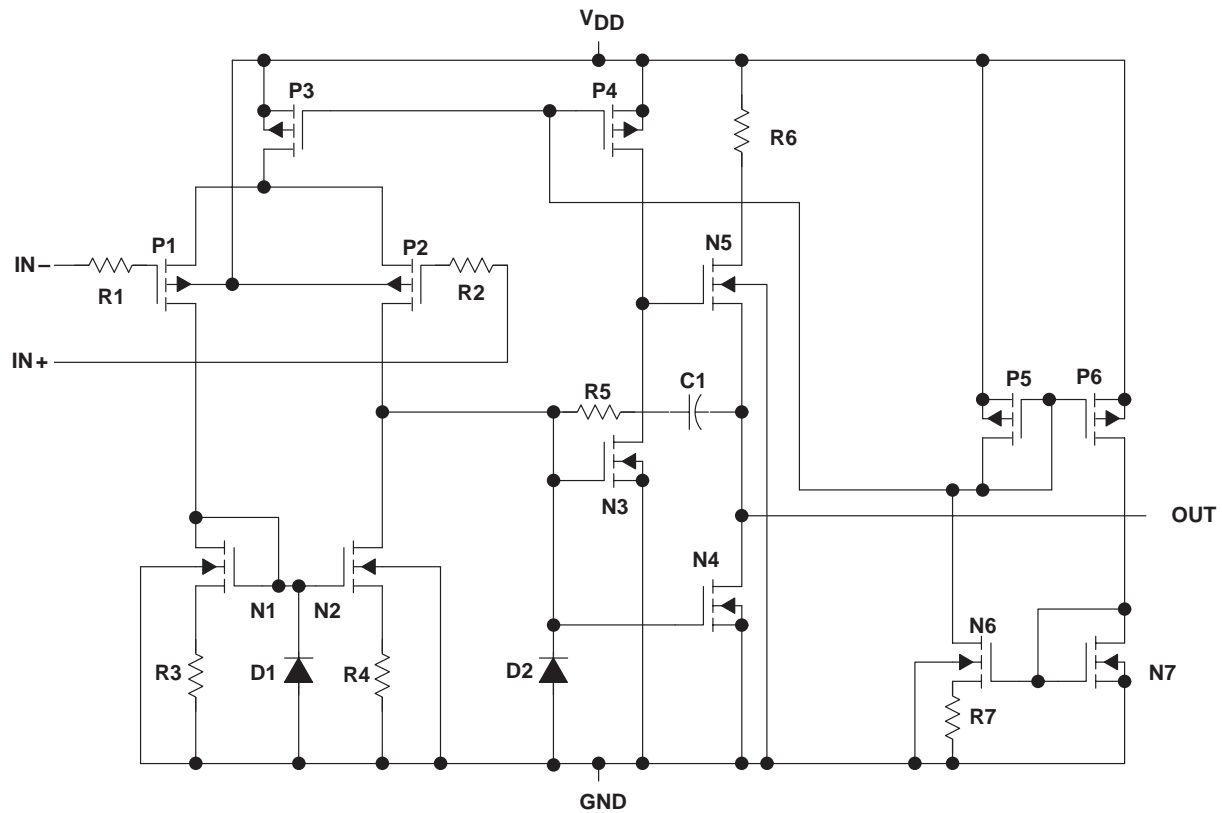 VDD
P3
P4
R6
P1
P2
N5
IN−
R1
R2
IN+
R5
C1
P5
P6
N3
OUT
N4
N1
N2
N6
R3
D1
R4
D2
N7
R7
GND